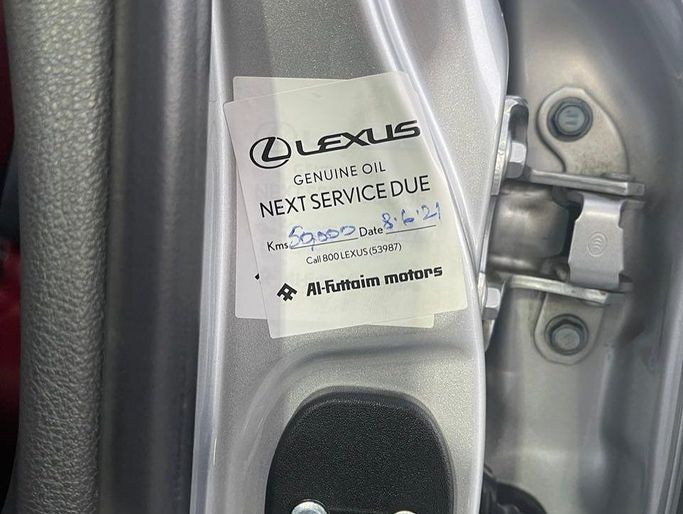 LEXUS
GENUINE OIL
NEXT SERVICE DUE
Kms 50,000 Date 8.6.21
Call 800 LEXUS (53987)
Al-Futtaim motors